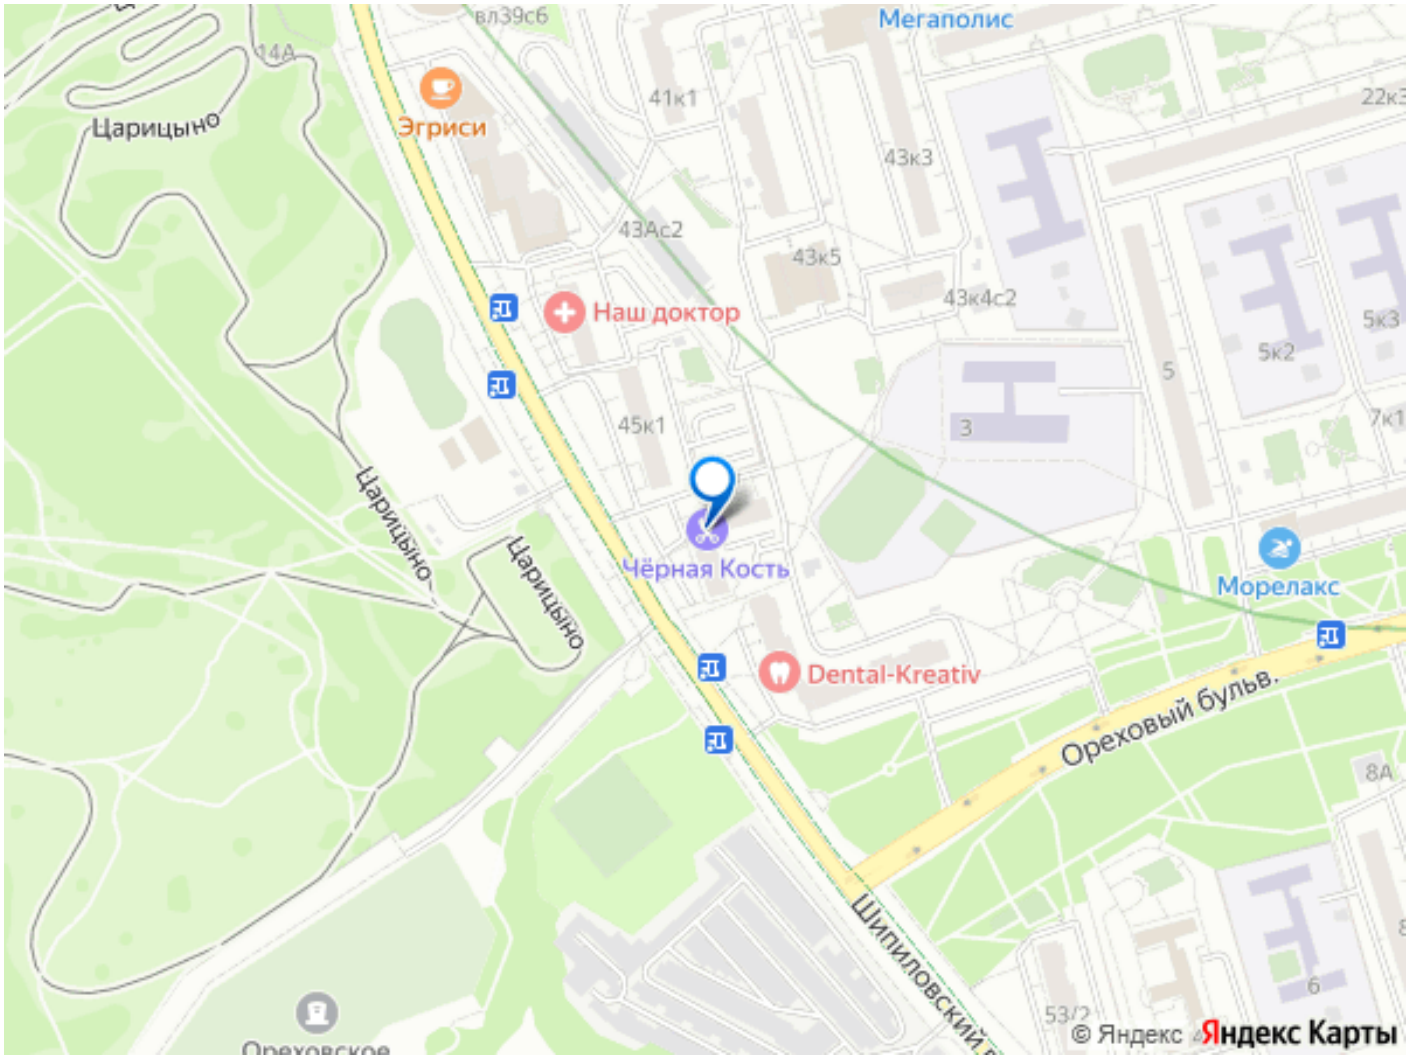 вл39с6
Мегаполис
14А
41к1
22к3
Эгриси
Царицыно
43к3
43Ас2
43к5
43к4с2
Наш доктор
5к3
5к2
5
7к1
45к1
3
Царицыно
Царицыно
Чёрная Кость
Морелакс
Dental-Kreativ
Ореховый бульв.
8А
Шипиловский
6
53/2
© Яндекс
Яндекс Карты
Ореховское